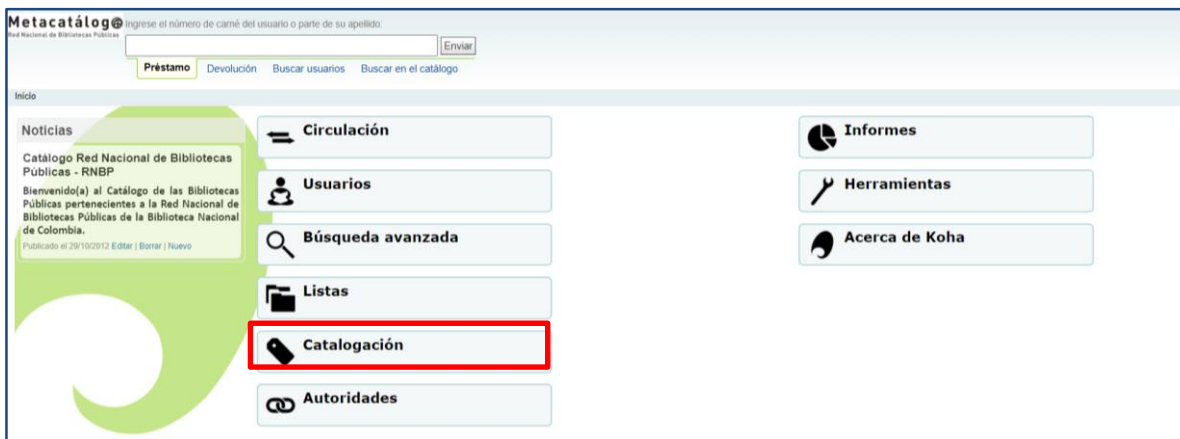 Metacatálogo
Red Nacional de Bibliotecas Públicas
Ingrese el número de carné del usuario o parte de su apellido:
Enviar
Préstamo Devolución Buscar usuarios Buscar en el catálogo
Inicio
Noticias
Catálogo Red Nacional de Bibliotecas
Públicas - RNBP
Bienvenido(a) al Catálogo de las Bibliotecas
Públicas pertenecientes a la Red Nacional de
Bibliotecas Públicas de la Biblioteca Nacional
de Colombia.
Publicado el 29/10/2012 Editar | Borrar | Nuevo
Circulación
Usuarios
Búsqueda avanzada
Listas
Catalogación
Autoridades
Informes
Herramientas
Acerca de Koha